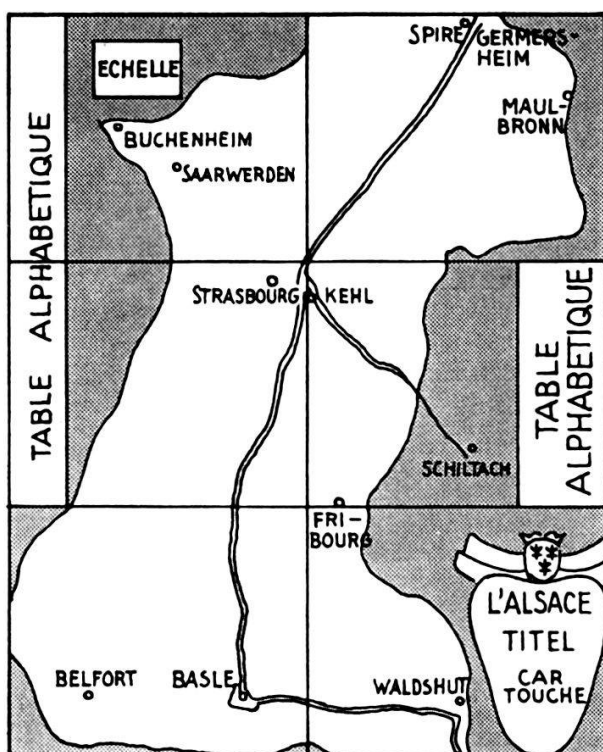 ECHELLE
SPIRE
GERMERS-
HEIM
MAUL-
BRONN
BUCHENHEIM
SAARWERDEN
TABLE ALPHABETIQUE
STRASBOURG
KEHL
TABLE
ALPHABETIQUE
SCHILTACH
FRI-
BOURG
L'ALSACE
TITEL
CAR
TOUCHE
BELFORT
BASLE
WALDSHUT